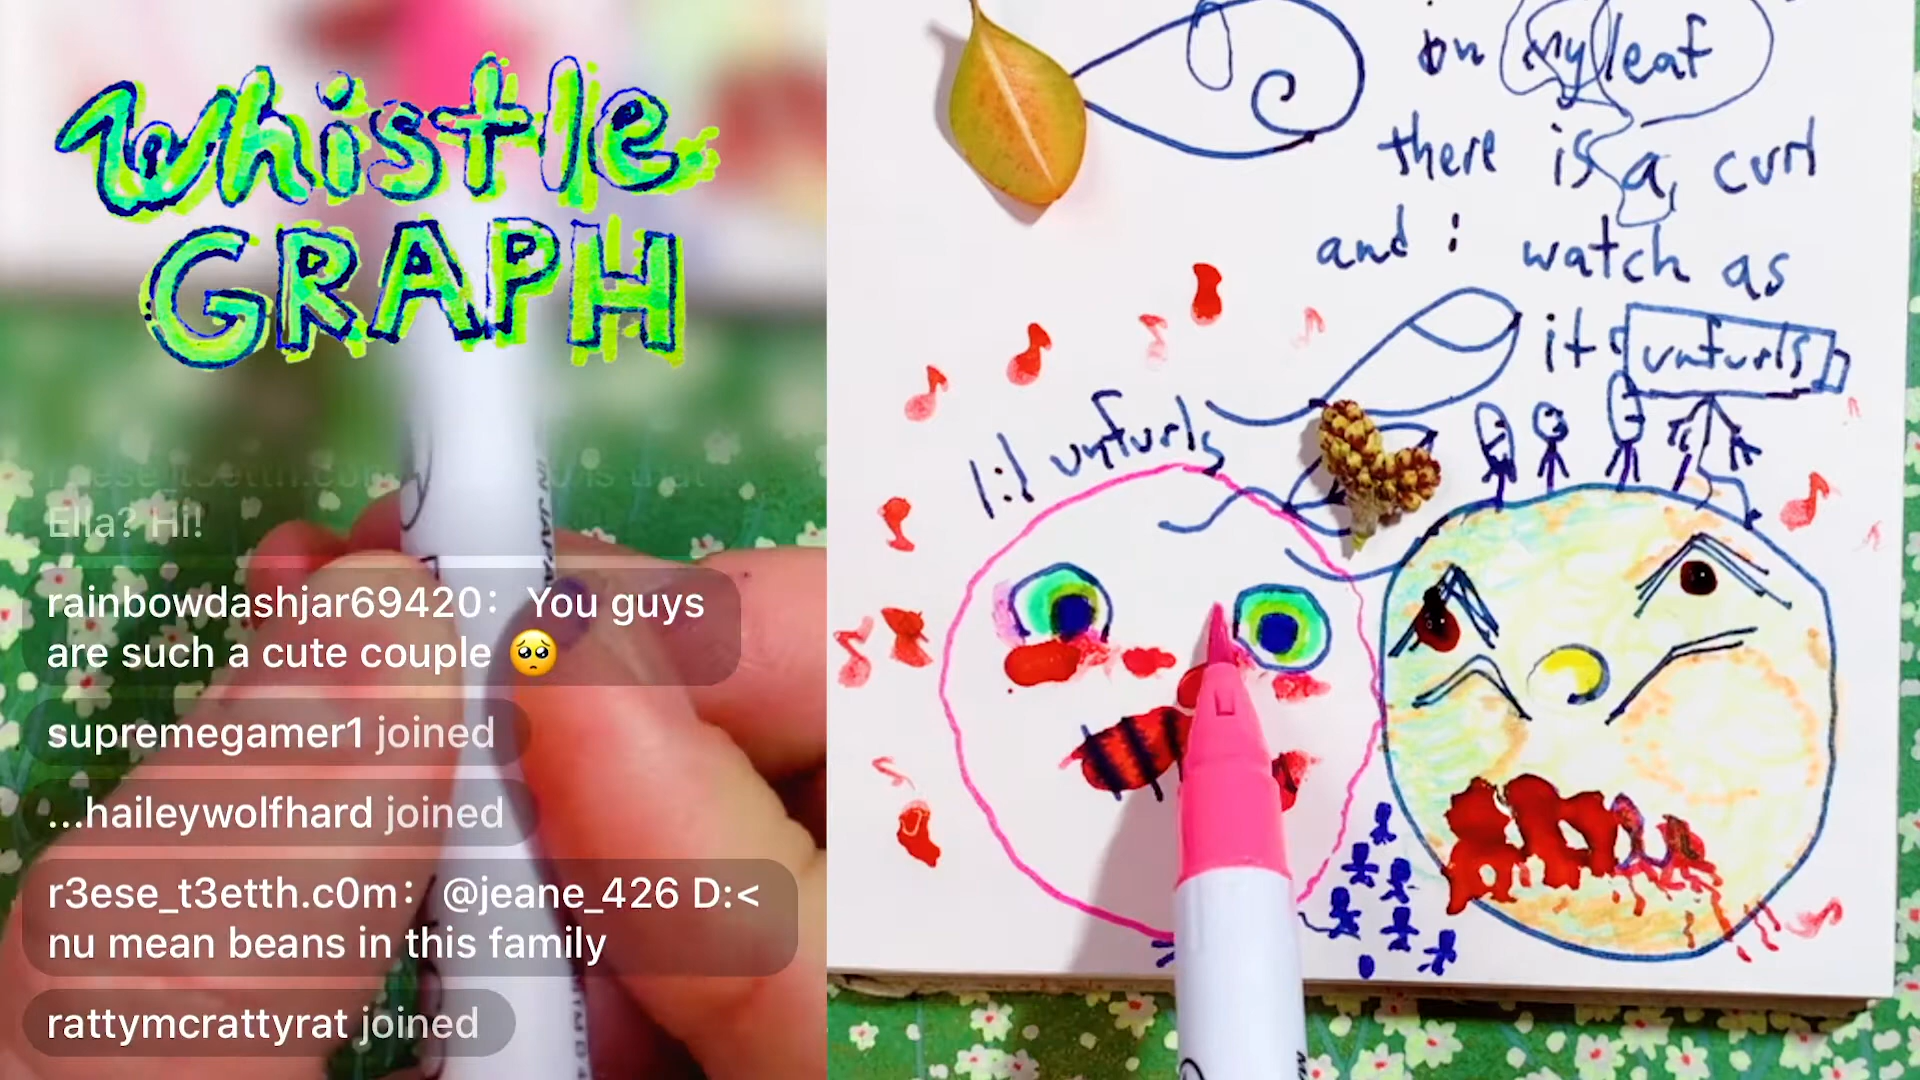 Whistle
GRAPH
Ella? Hi!
rainbowdashjar69420: You guys
are such a cute couple 🥺
supremegamer1 joined
...haileywolfhard joined
r3ese_t3etth.c0m: @jeane_426 D:<
nu mean beans in this family
rattymcrattyrat joined
on my leaf
there is a curl
and i watch as
it unfurls
unfurls